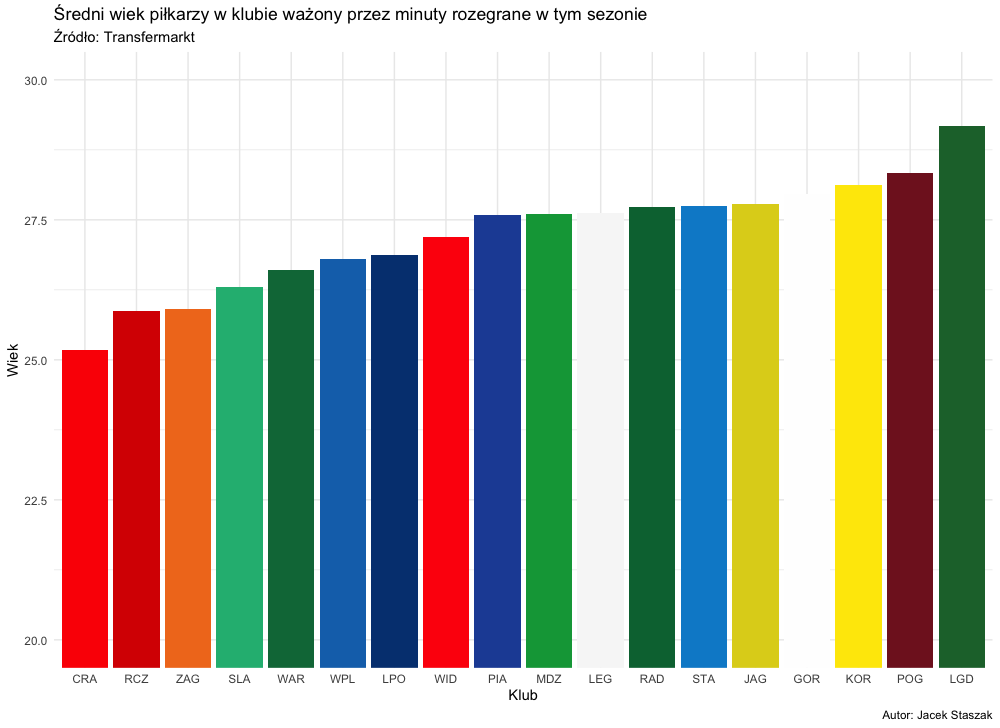 Średni wiek piłkarzy w klubie ważony przez minuty rozegrane w tym sezonie
Źródło: Transfermarkt
30.0
27.5
25.0
22.5
20.0
Wiek
CRA RCZ ZAG SLA WAR WPL LPO WID PIA MDZ LEG RAD STA JAG GOR KOR POG LGD
Klub
Autor: Jacek Staszak